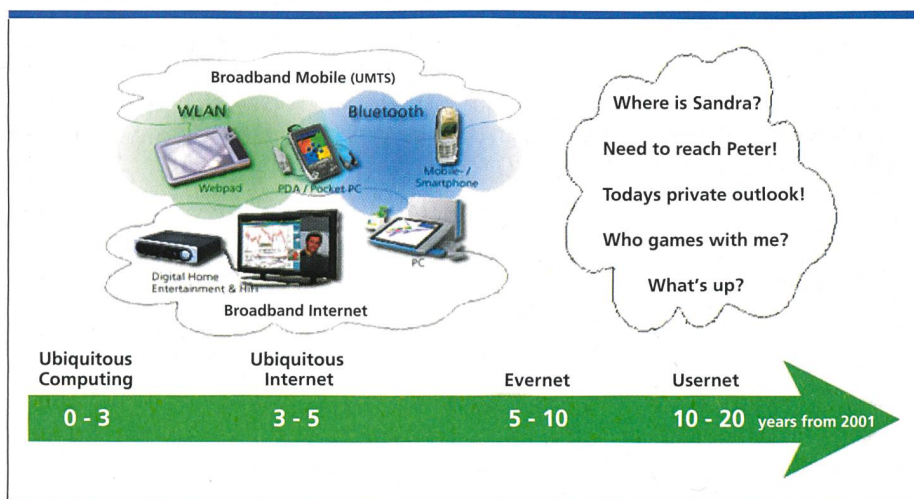 Broadband Mobile (UMTS)
WLAN
Bluetooth
Webpad
PDA / Pocket PC
Mobile- /
Smartphone
Digital Home
Entertainment & HiFi
PC
Broadband Internet
Where is Sandra?
Need to reach Peter!
Todays private outlook!
Who games with me?
What's up?
Ubiquitous
Computing
Ubiquitous
Internet
Evernet
Usernet
0 - 3
3 - 5
5 - 10
10 - 20 years from 2001